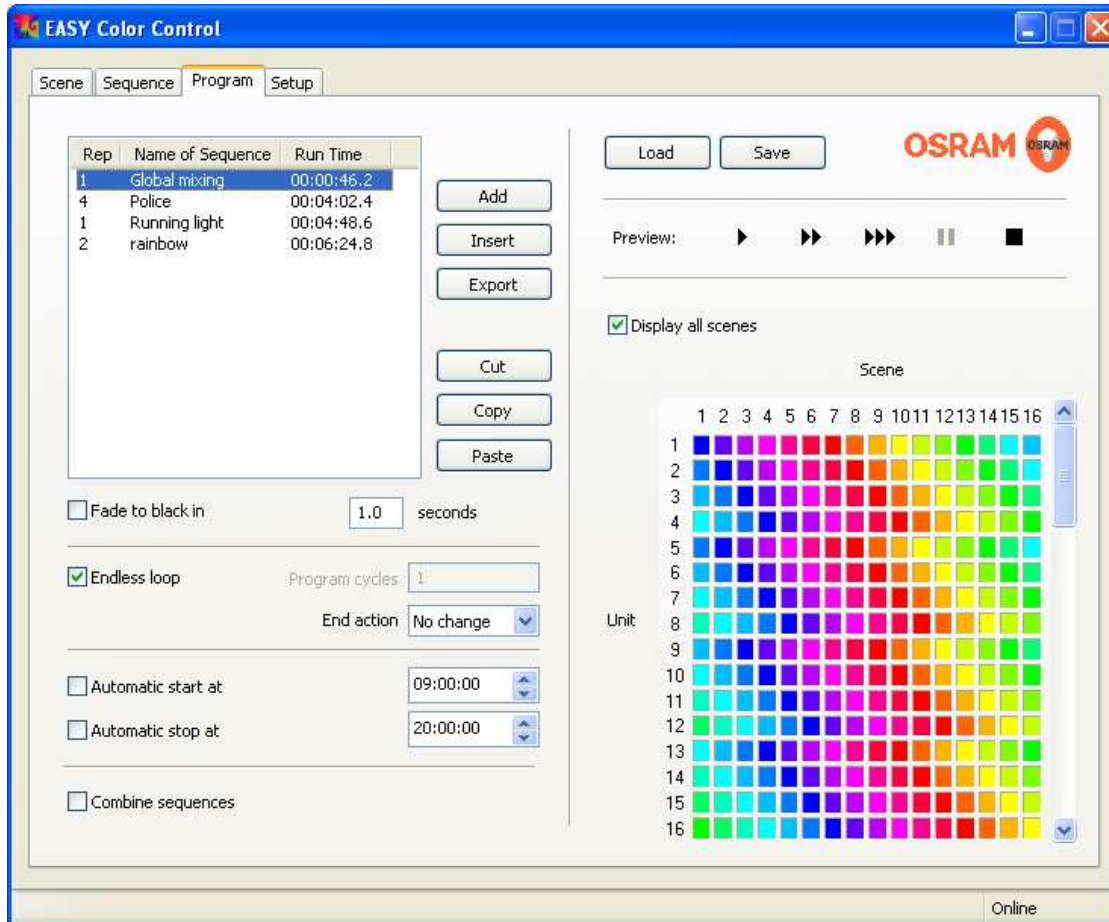 EASY Color Control
Scene Sequence Program Setup
Rep Name of Sequence Run Time
1 Global mixing 00:00:46.2
4 Police 00:04:02.4
1 Running light 00:04:48.6
2 rainbow 00:06:24.8
Add
Insert
Export
Cut
Copy
Paste
Fade to black in 1.0 seconds
Endless loop Program cycles 1
End action No change
Automatic start at 09:00:00
Automatic stop at 20:00:00
Combine sequences
Load Save
OSRAM OSRAM
Preview:
Display all scenes
Scene
1 2 3 4 5 6 7 8 9 10 11 12 13 14 15 16
Unit
1
2
3
4
5
6
7
8
9
10
11
12
13
14
15
16
Online